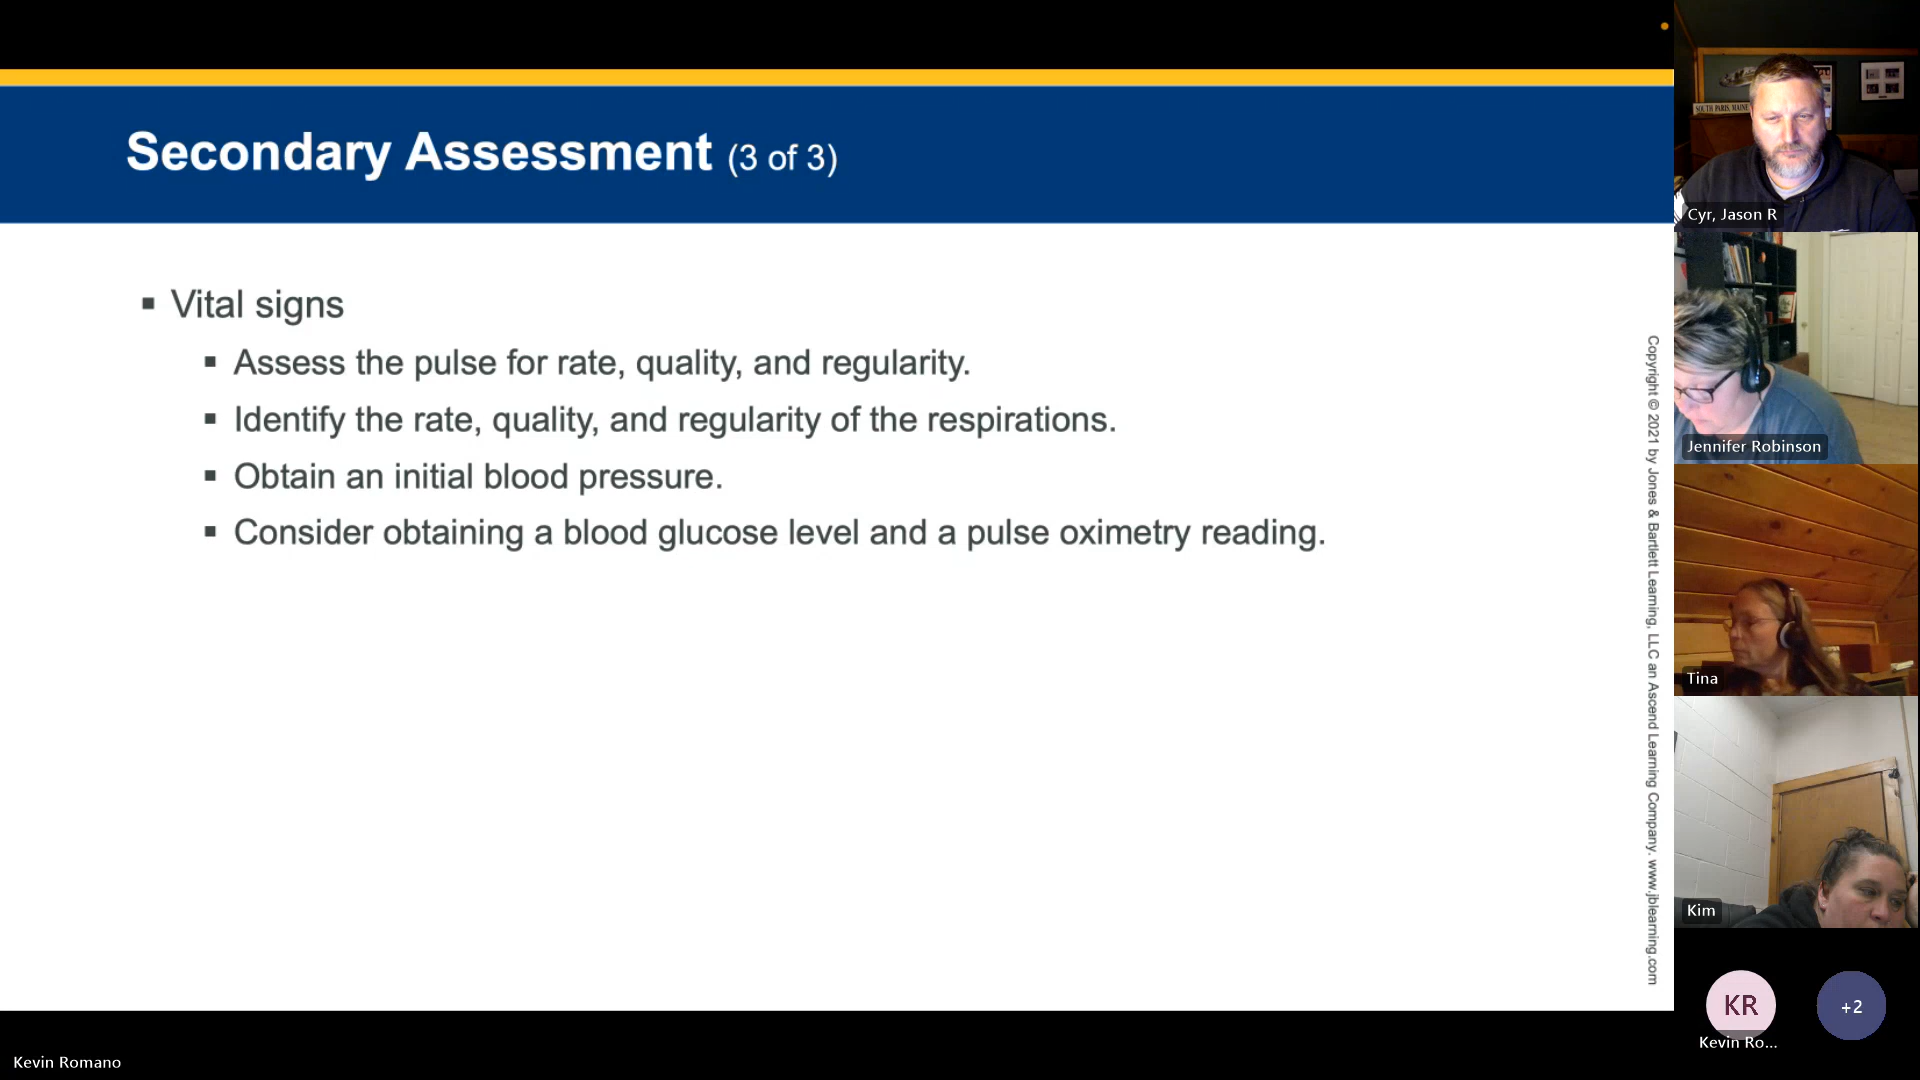 Secondary Assessment (3 of 3)
▪ Vital signs
▪ Assess the pulse for rate, quality, and regularity.
▪ Identify the rate, quality, and regularity of the respirations.
▪ Obtain an initial blood pressure.
▪ Consider obtaining a blood glucose level and a pulse oximetry reading.
Copyright © 2021 by Jones & Bartlett Learning, LLC an Ascend Learning Company. www.jblearning.com
Kevin Romano
SOUTH PARIS, MAINE
Cyr, Jason R
Jennifer Robinson
Tina
Kim
KR
Kevin Ro...
+2